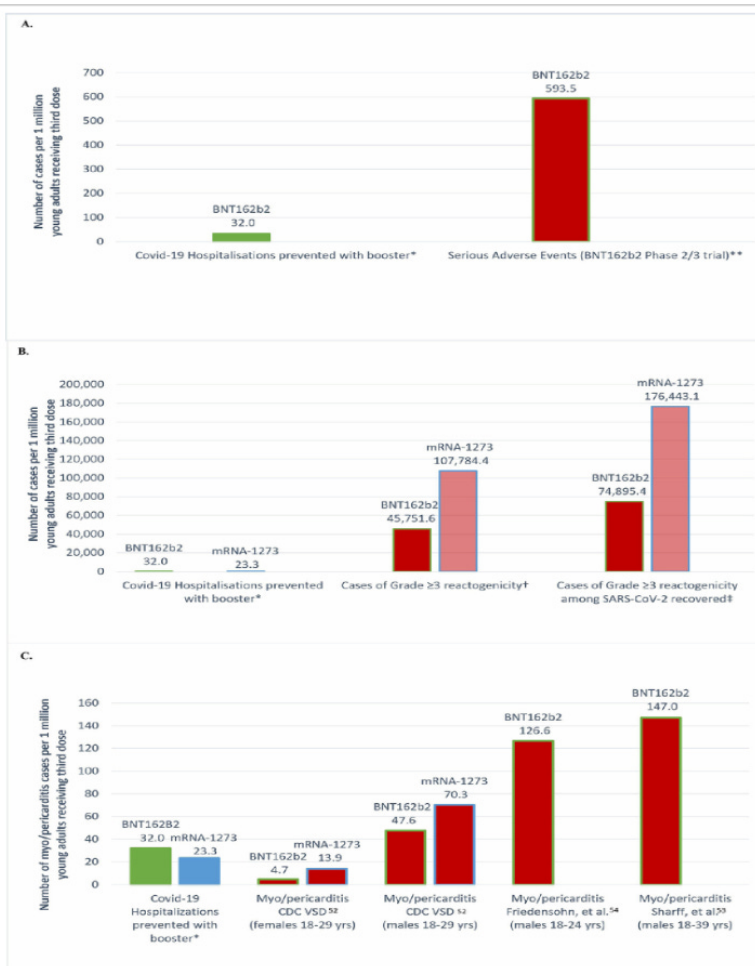 A.
Number of cases per 1 million
young adults receiving third dose
700
600
500
400
300
200
100
0
BNT162b2
32.0
BNT162b2
593.5
Covid-19 Hospitalisations prevented with booster*
Serious Adverse Events (BNT162b2 Phase 2/3 trial)**
B.
Number of cases per 1 million
young adults receiving third dose
200,000
180,000
160,000
140,000
120,000
100,000
80,000
60,000
40,000
20,000
0
BNT162b2
32.0
mRNA-1273
23.3
BNT162b2
45,751.6
mRNA-1273
107,784.4
BNT162b2
74,895.4
mRNA-1273
176,443.1
Covid-19 Hospitalisations prevented
with booster*
Cases of Grade ≥3 reactogenicity†
Cases of Grade ≥3 reactogenicity
among SARS-CoV-2 recovered‡
C.
Number of myo/pericarditis cases per 1 million
young adults receiving third dose
160
140
120
100
80
60
40
20
0
BNT162B2
32.0
mRNA-1273
23.3
BNT162b2
4.7
mRNA-1273
13.9
BNT162b2
47.6
mRNA-1273
70.3
BNT162b2
126.6
BNT162b2
147.0
Covid-19
Hospitalizations
prevented with
booster*
Myo/pericarditis
CDC VSD 52
(females 18-29 yrs)
Myo/pericarditis
CDC VSD 52
(males 18-29 yrs)
Myo/pericarditis
Friedensohn, et al.54
(males 18-24 yrs)
Myo/pericarditis
Sharff, et al.53
(males 18-39 yrs)